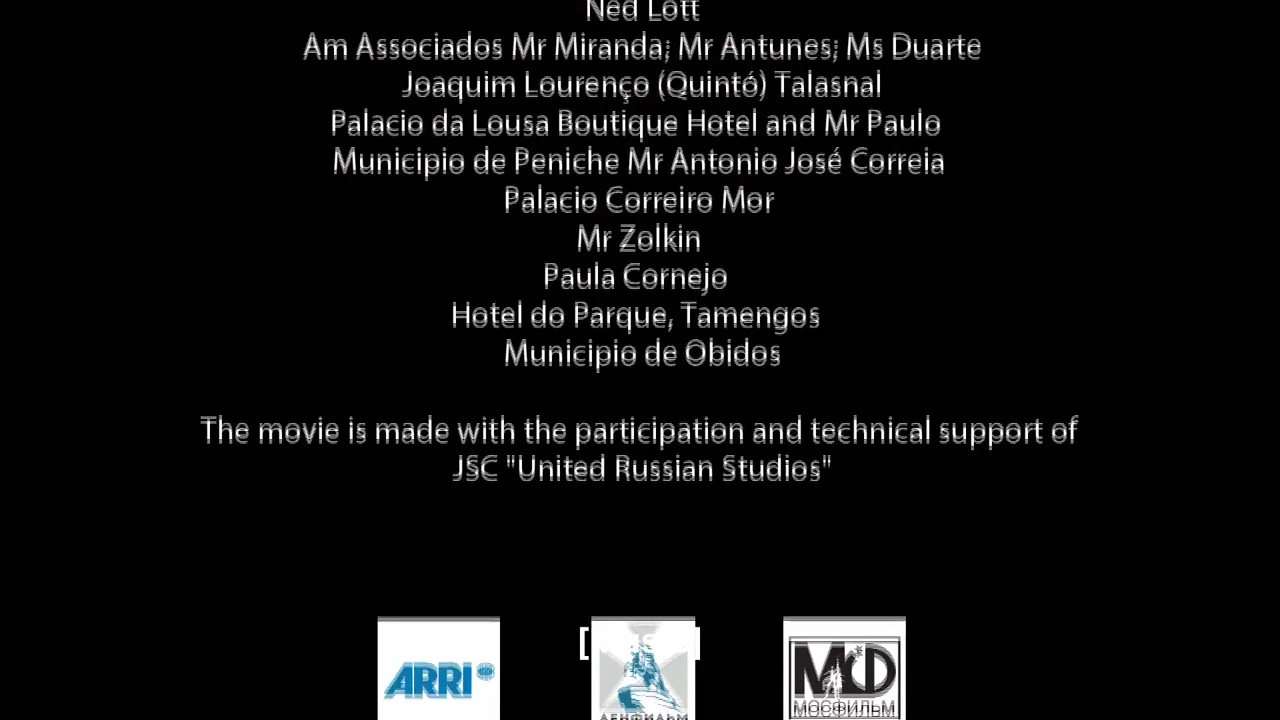 Ned Lott
Am Associados Mr Miranda; Mr Antunes; Ms Duarte
Joaquim Lourenço (Quintó) Talasnal
Palacio da Lousa Boutique Hotel and Mr Paulo
Municipio de Peniche Mr Antonio José Correia
Palacio Correiro Mor
Mr Zolkin
Paula Cornejo
Hotel do Parque, Tamengos
Municipio de Obidos
The movie is made with the participation and technical support of
JSC "United Russian Studios"
ARRI
ЛЕНФИЛЬМ
МОСФИЛЬМ